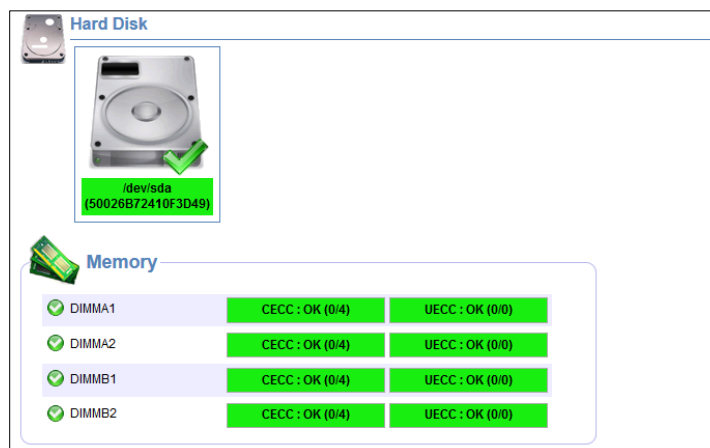 Hard Disk
/dev/sda
(50026B72410F3D49)
Memory
DIMMA1 CECC : OK (0/4) UECC : OK (0/0)
DIMMA2 CECC : OK (0/4) UECC : OK (0/0)
DIMMB1 CECC : OK (0/4) UECC : OK (0/0)
DIMMB2 CECC : OK (0/4) UECC : OK (0/0)